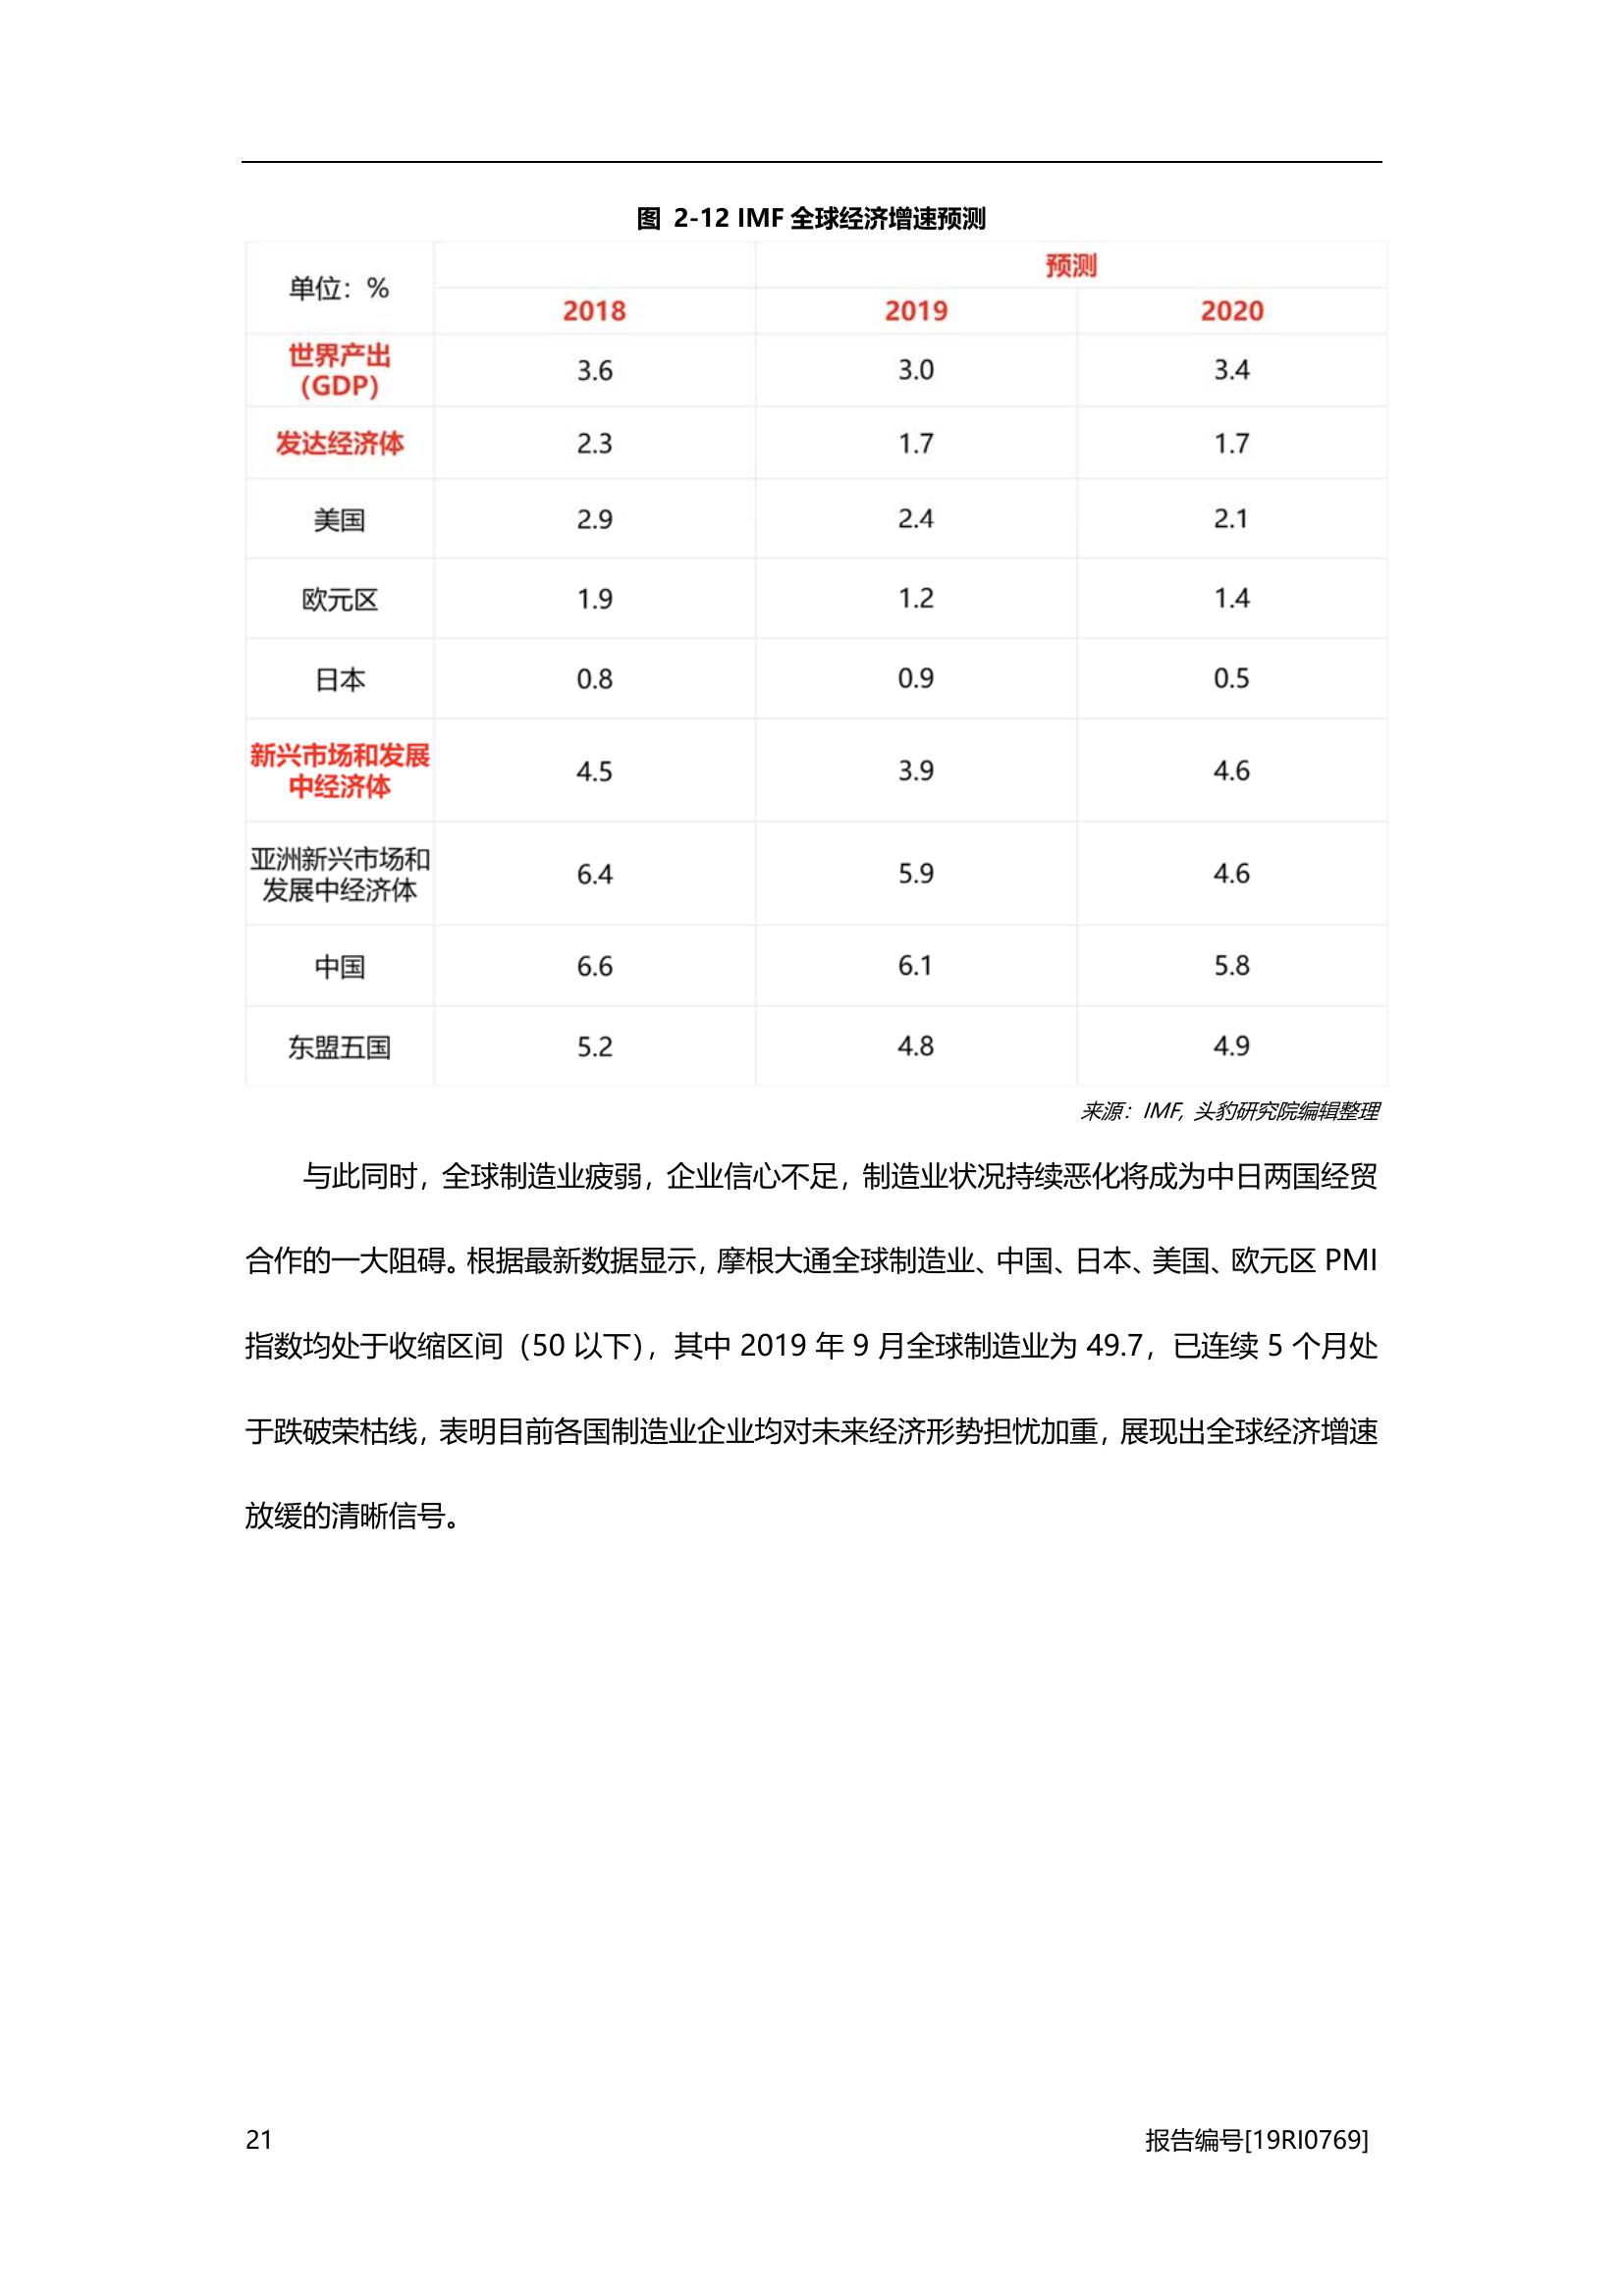 图 2-12 IMF 全球经济增速预测
单位：% 预测
2018 2019 2020
世界产出
（GDP） 3.6 3.0 3.4
发达经济体 2.3 1.7 1.7
美国 2.9 2.4 2.1
欧元区 1.9 1.2 1.4
日本 0.8 0.9 0.5
新兴市场和发展
中经济体 4.5 3.9 4.6
亚洲新兴市场和
发展中经济体 6.4 5.9 4.6
中国 6.6 6.1 5.8
东盟五国 5.2 4.8 4.9
来源：IMF, 头豹研究院编辑整理
与此同时，全球制造业疲弱，企业信心不足，制造业状况持续恶化将成为中日两国经贸
合作的一大阻碍。根据最新数据显示，摩根大通全球制造业、中国、日本、美国、欧元区 PMI
指数均处于收缩区间（50 以下），其中 2019 年 9 月全球制造业为 49.7，已连续 5 个月处
于跌破荣枯线，表明目前各国制造业企业均对未来经济形势担忧加重，展现出全球经济增速
放缓的清晰信号。
21 报告编号[19RI0769]